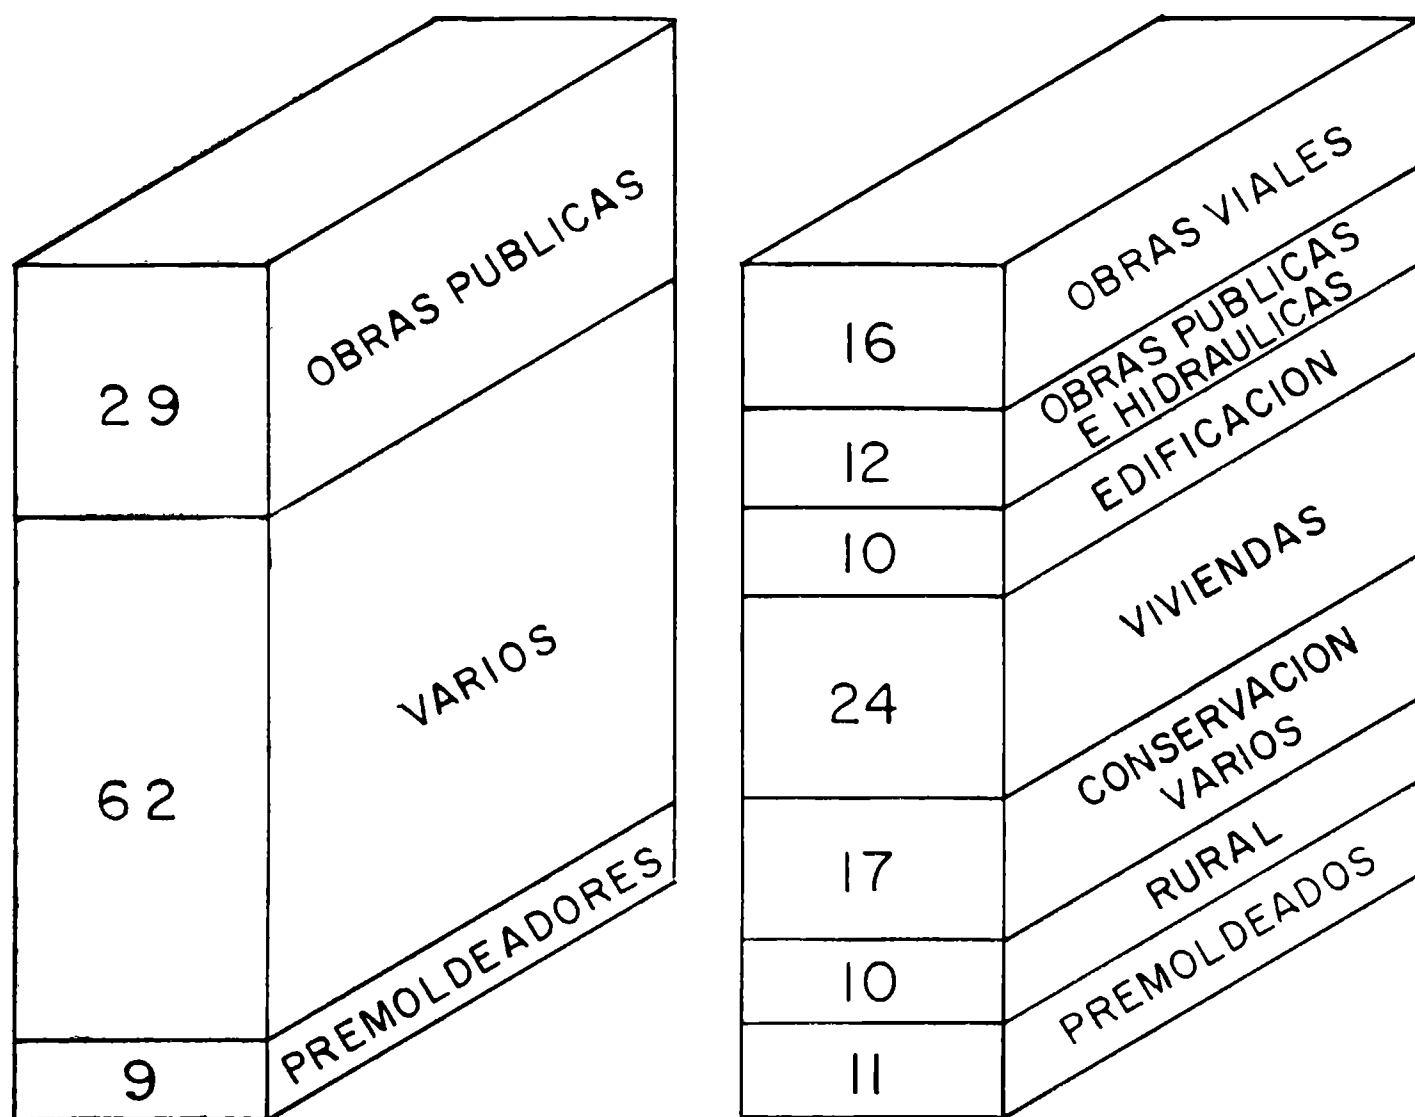 29
OBRAS PUBLICAS
62
VARIOS
9
PREMOLDEADORES
16
OBRAS VIALES
12
OBRAS PUBLICAS
E HIDRAULICAS
10
EDIFICACION
24
VIVIENDAS
17
CONSERVACION
VARIOS
10
RURAL
11
PREMOLDEADOS